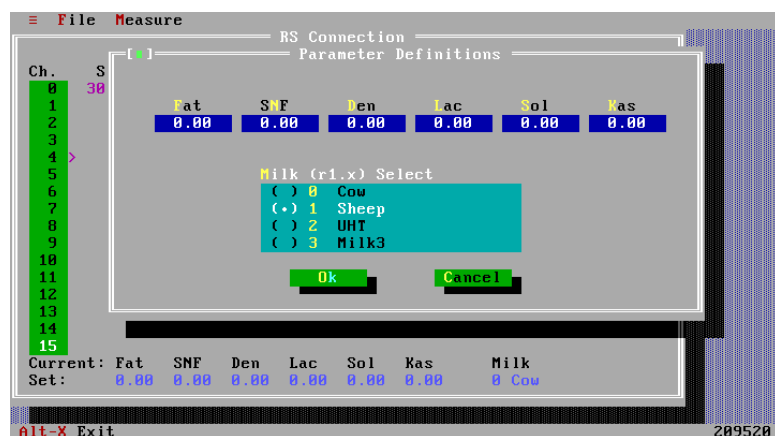 ≡ File Measure
RS Connection
[■] Parameter Definitions
Ch. S
0 30
1 Fat SNF Den Lac Sol Kas
2 0.00 0.00 0.00 0.00 0.00 0.00
3
4 >
5 Milk (r1.x) Select
6 ( ) 0 Cow
7 (•) 1 Sheep
8 ( ) 2 UHT
9 ( ) 3 Milk3
10
11 Ok Cancel
12
13
14
15
Current: Fat SNF Den Lac Sol Kas Milk
Set: 0.00 0.00 0.00 0.00 0.00 0.00 0 Cow
Alt-X Exit 209520